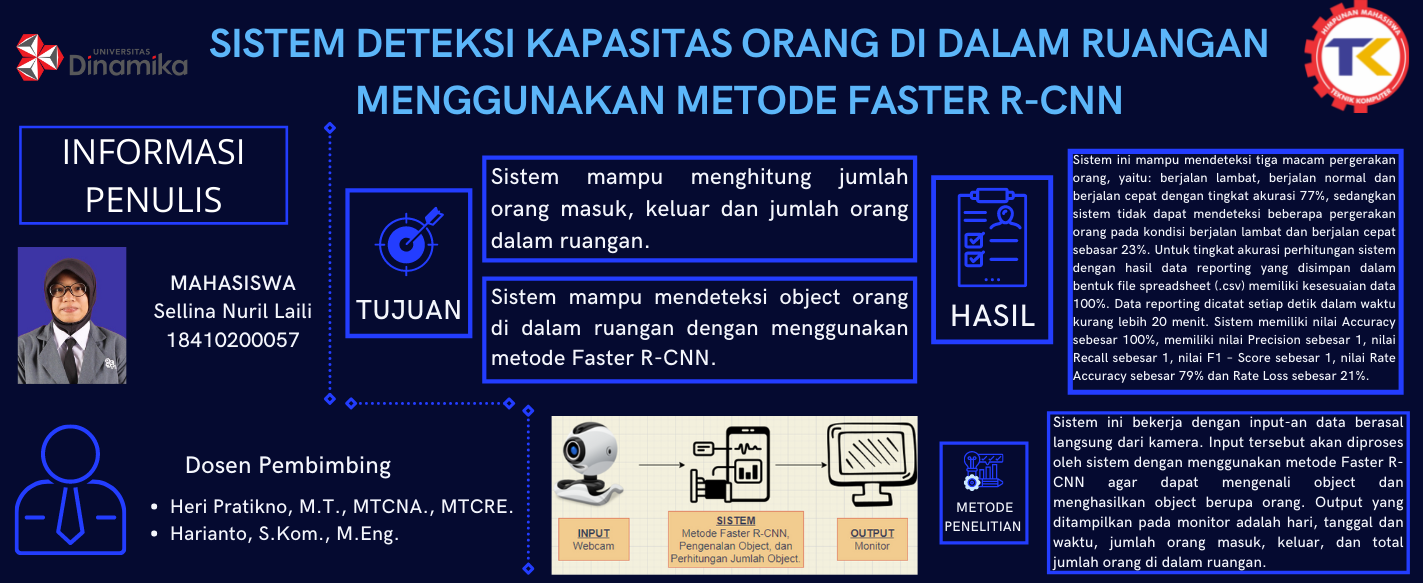 UNIVERSITAS
Dinamika
SISTEM DETEKSI KAPASITAS ORANG DI DALAM RUANGAN
MENGGUNAKAN METODE FASTER R-CNN
HIMPUNAN MAHASISWA
TK
TEKNIK KOMPUTER
INFORMASI
PENULIS
MAHASISWA
Sellina Nuril Laili
18410200057
TUJUAN
Sistem mampu menghitung jumlah
orang masuk, keluar dan jumlah orang
dalam ruangan.
Sistem mampu mendeteksi object orang
di dalam ruangan dengan menggunakan
metode Faster R-CNN.
HASIL
Sistem ini mampu mendeteksi tiga macam pergerakan
orang, yaitu: berjalan lambat, berjalan normal dan
berjalan cepat dengan tingkat akurasi 77%, sedangkan
sistem tidak dapat mendeteksi beberapa pergerakan
orang pada kondisi berjalan lambat dan berjalan cepat
sebasar 23%. Untuk tingkat akurasi perhitungan sistem
dengan hasil data reporting yang disimpan dalam
bentuk file spreadsheet (.csv) memiliki kesesuaian data
100%. Data reporting dicatat setiap detik dalam waktu
kurang lebih 20 menit. Sistem memiliki nilai Accuracy
sebesar 100%, memiliki nilai Precision sebesar 1, nilai
Recall sebesar 1, nilai F1 – Score sebesar 1, nilai Rate
Accuracy sebesar 79% dan Rate Loss sebesar 21%.
Dosen Pembimbing
• Heri Pratikno, M.T., MTCNA., MTCRE.
• Harianto, S.Kom., M.Eng.
INPUT
Webcam
SISTEM
Metode Faster R-CNN,
Pengenalan Object, dan
Perhitungan Jumlah Object.
OUTPUT
Monitor
METODE
PENELITIAN
Sistem ini bekerja dengan input-an data berasal
langsung dari kamera. Input tersebut akan diproses
oleh sistem dengan menggunakan metode Faster R-
CNN agar dapat mengenali object dan
menghasilkan object berupa orang. Output yang
ditampilkan pada monitor adalah hari, tanggal dan
waktu, jumlah orang masuk, keluar, dan total
jumlah orang di dalam ruangan.